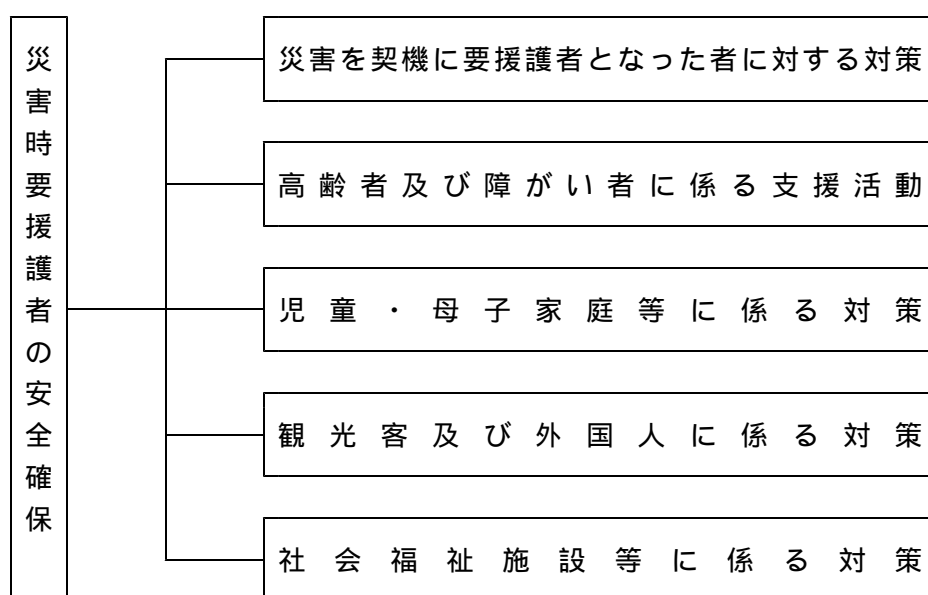 災害時要援護者の安全確保
災害を契機に要援護者となった者に対する対策
高齢者及び障がい者に係る支援活動
児童・母子家庭等に係る対策
観光客及び外国人に係る対策
社会福祉施設等に係る対策